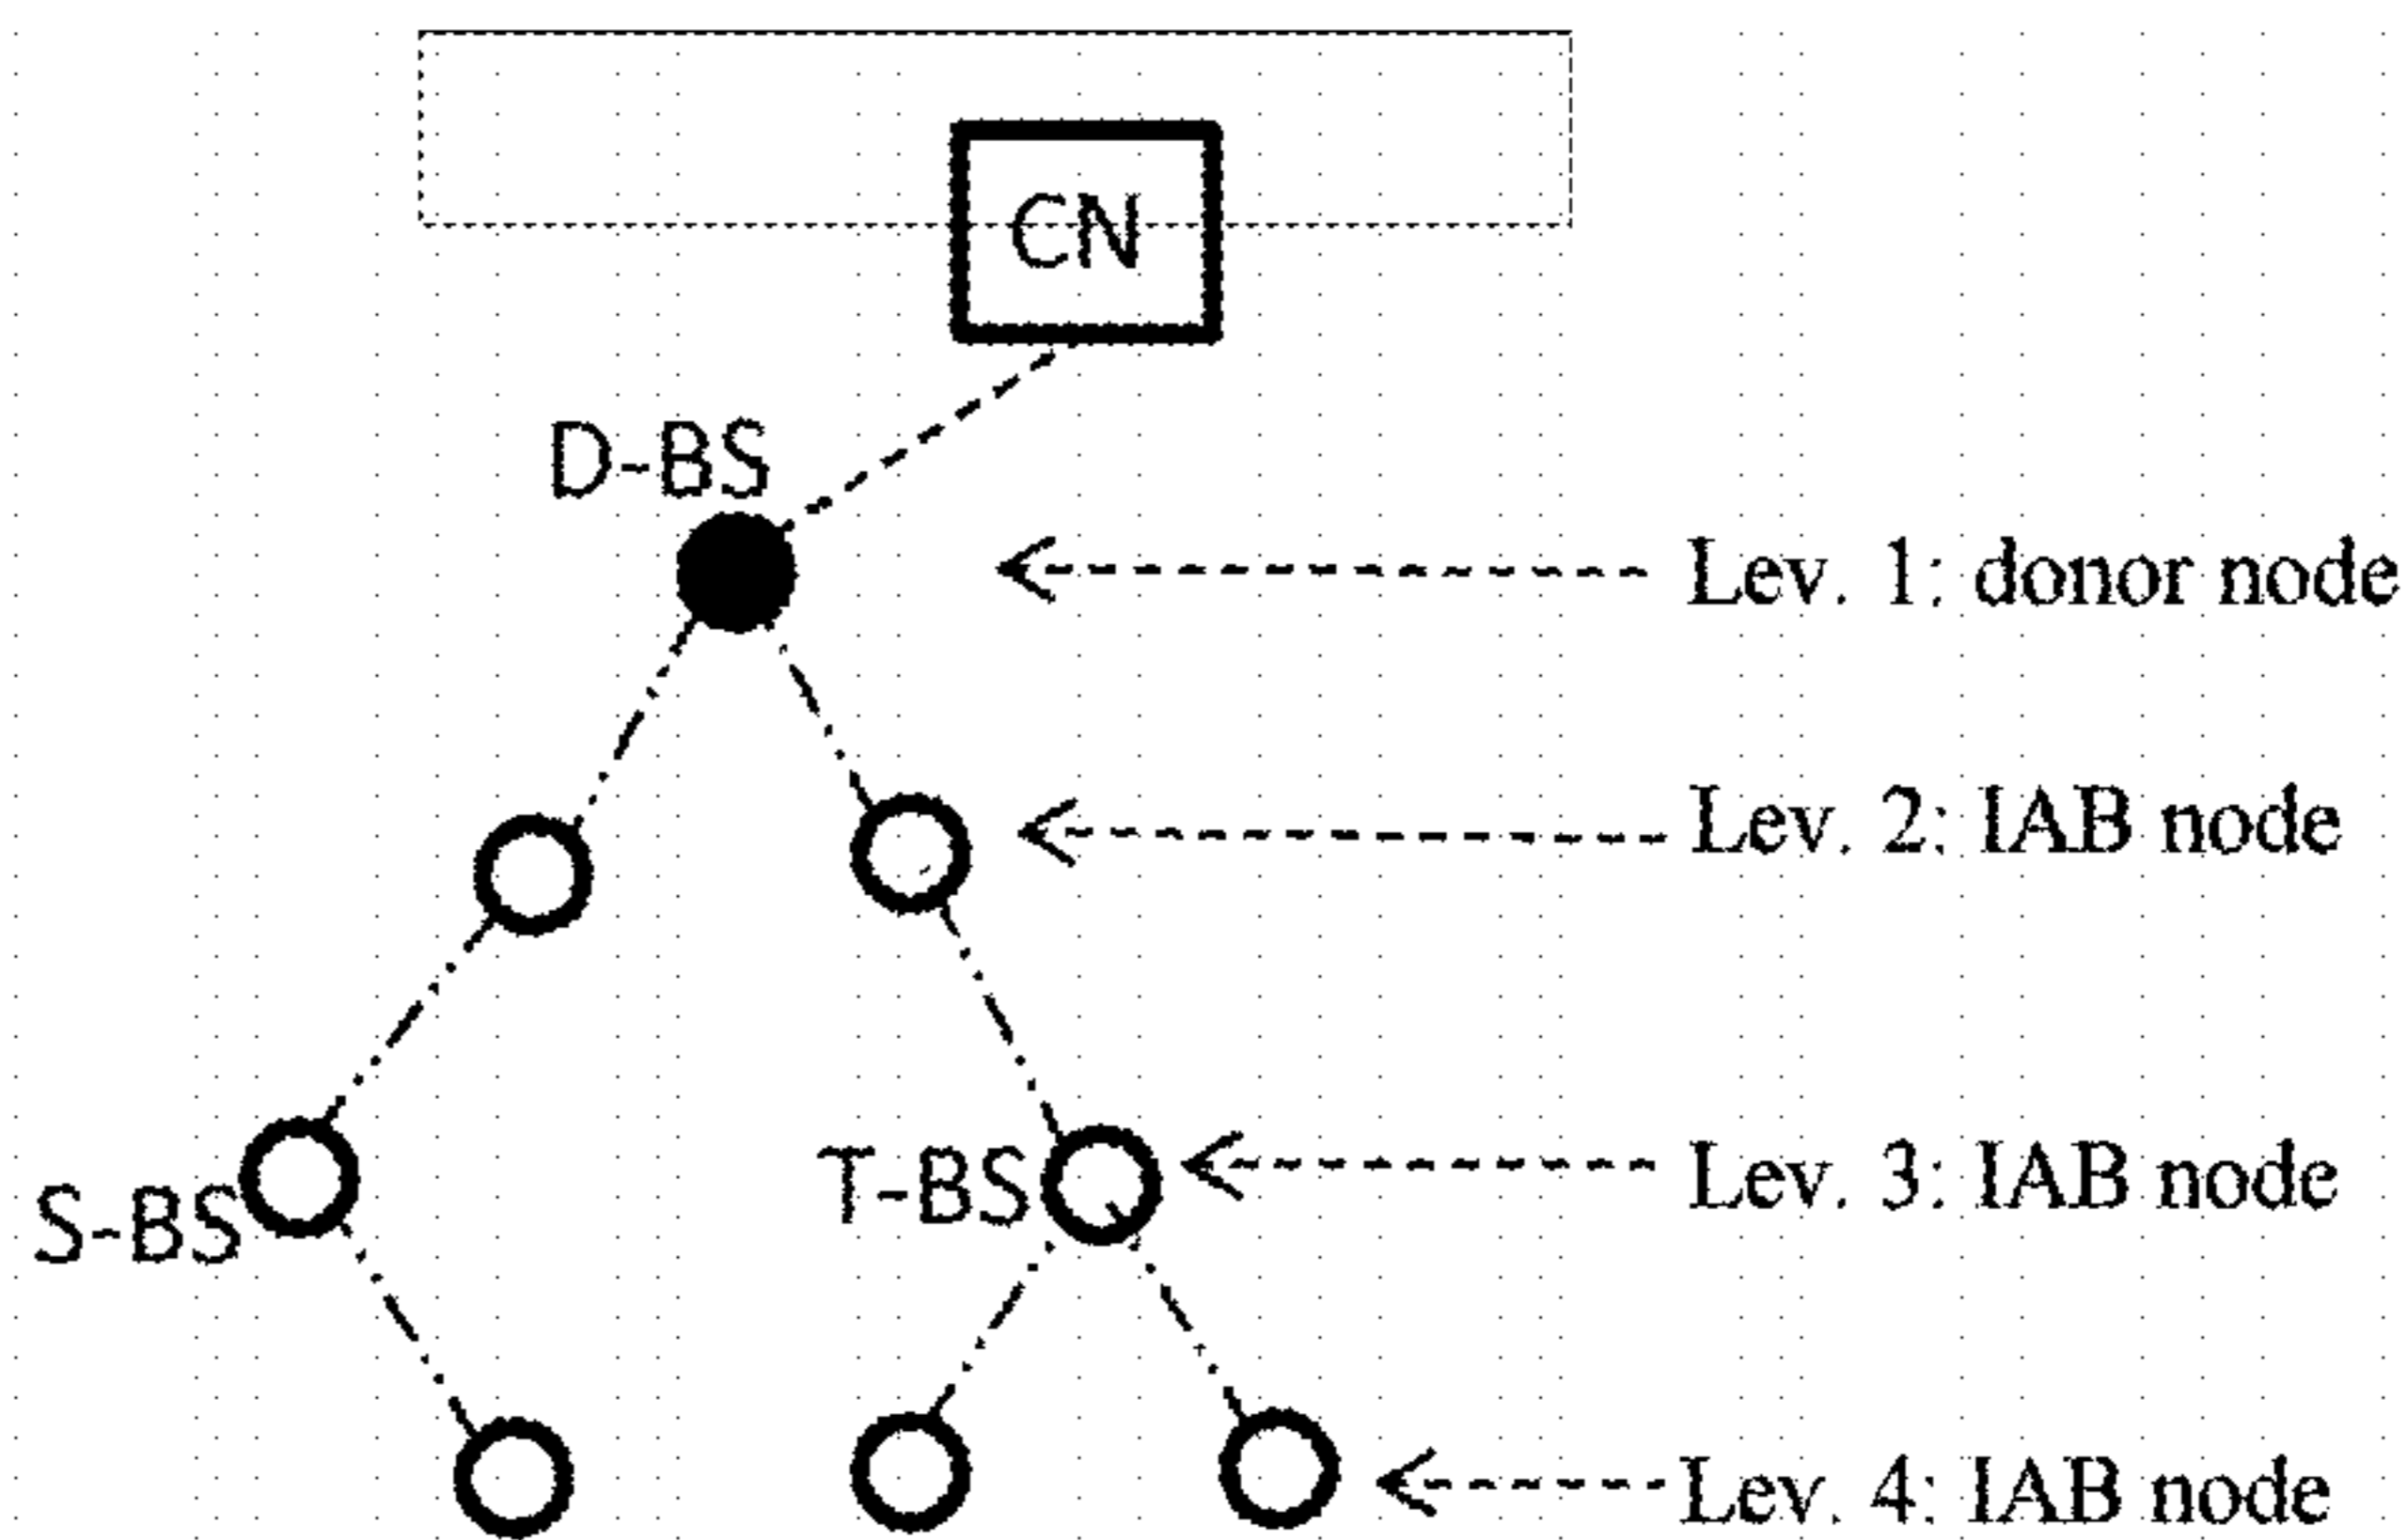 CN
D-BS
Lev. 1: donor node
Lev. 2: IAB node
T-BS
Lev. 3: IAB node
S-BS
Lev. 4: IAB node